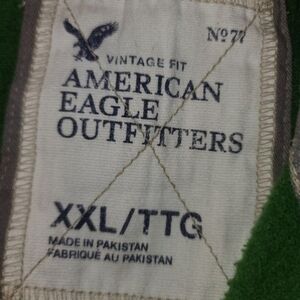 Nº77
VINTAGE FIT
AMERICAN
EAGLE
OUTFITTERS
XXL/TTG
MADE IN PAKISTAN
FABRIQUÉ AU PAKISTAN